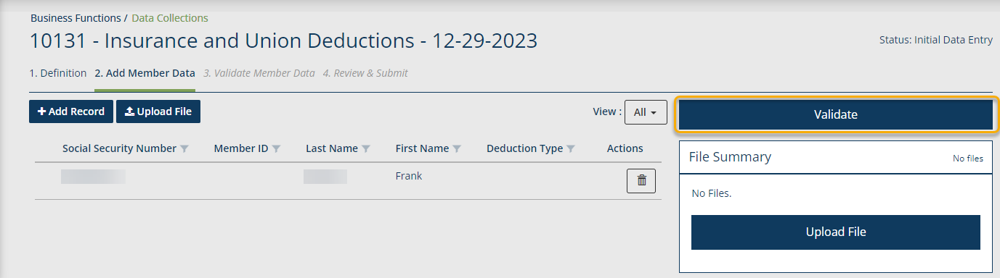 Business Functions / Data Collections
10131 - Insurance and Union Deductions - 12-29-2023
Status: Initial Data Entry
1. Definition 2. Add Member Data 3. Validate Member Data 4. Review & Submit
Add Record Upload File View : All Validate
Social Security Number Member ID Last Name First Name Deduction Type Actions
File Summary No files
Frank
No Files.
Upload File